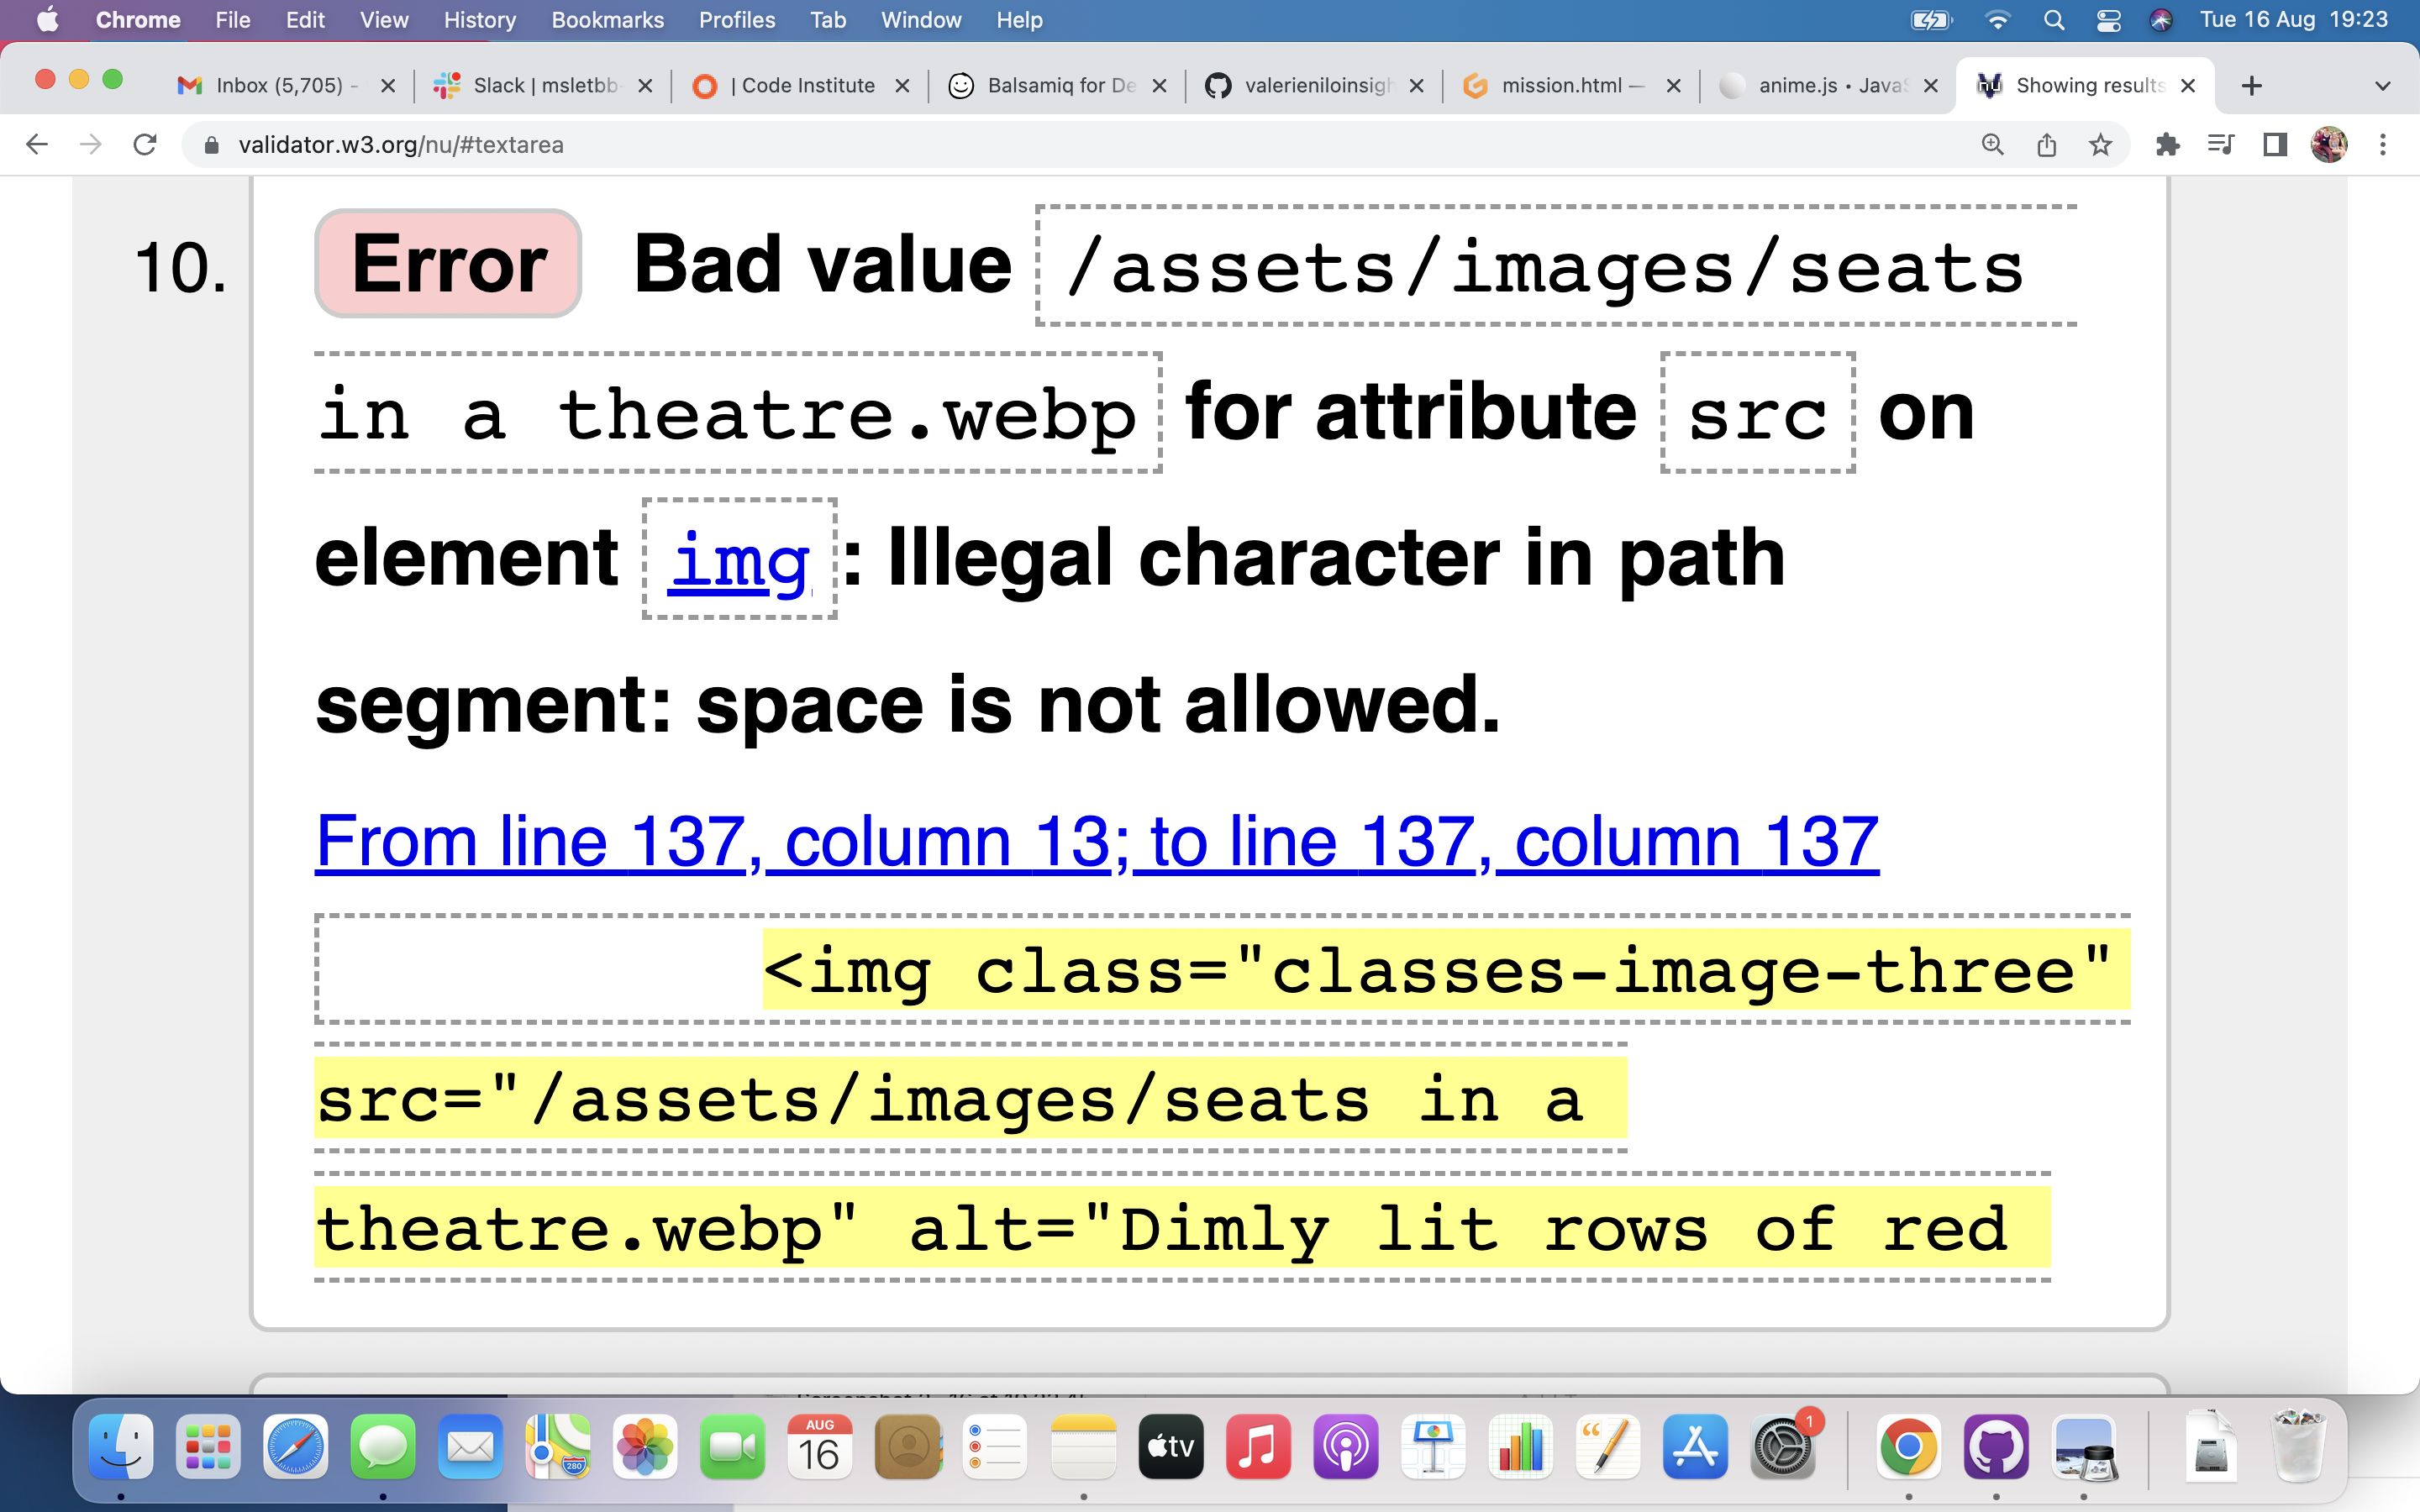 Chrome File Edit View History Bookmarks Profiles Tab Window Help Tue 16 Aug 19:23
Inbox (5,705) - Slack | msletbb- | Code Institute Balsamiq for De valerieniloinsigh mission.html — anime.js • Java Showing results
validator.w3.org/nu/#textarea
10. Error Bad value /assets/images/seats
in a theatre.webp for attribute src on
element img : Illegal character in path
segment: space is not allowed.
From line 137, column 13; to line 137, column 137
<img class="classes-image-three"
src="/assets/images/seats in a
theatre.webp" alt="Dimly lit rows of red
AUG
16
280
tv
1